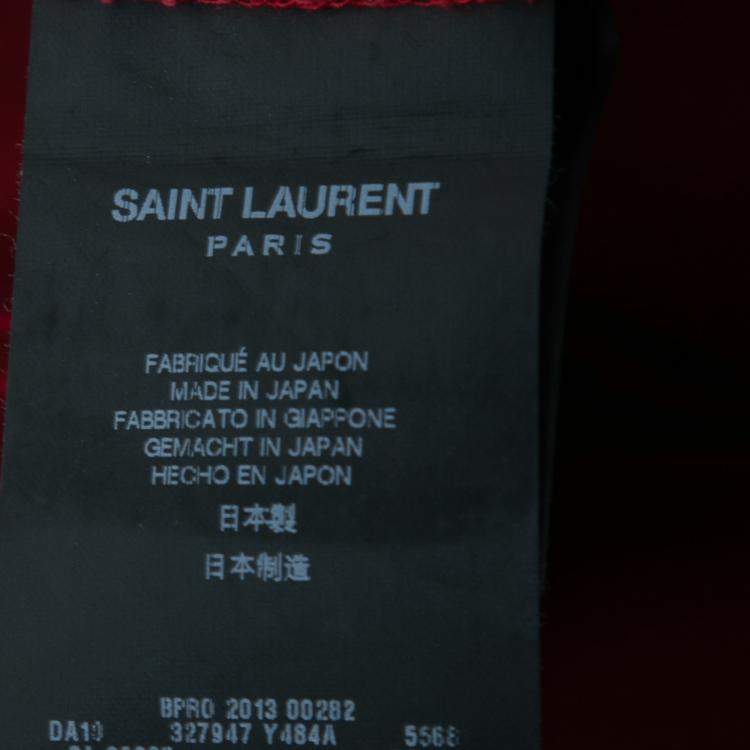 SAINT LAURENT
PARIS
FABRIQUÉ AU JAPON
MADE IN JAPAN
FABBRICATO IN GIAPPONE
GEMACHT IN JAPAN
HECHO EN JAPON
日本製
日本制造
BPRO 2013 00282
DA10 327947 Y484A 5568